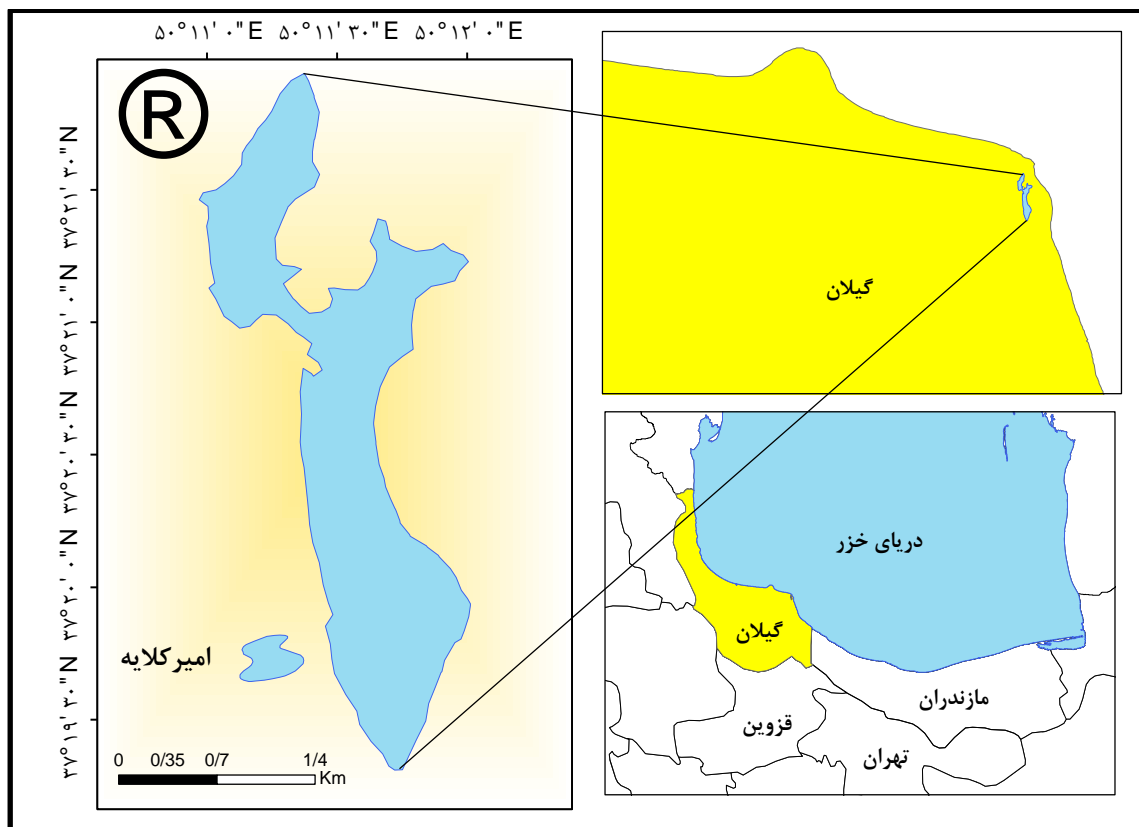 ۵۰°۱۱'۰"E ۵۰°۱۱'۳۰"E ۵۰°۱۲'۰"E
®
۳۷°۲۱'۳۰"N
۳۷°۲۱'۰"N
۳۷°۲۰'۳۰"N
۳۷°۲۰'۰"N
۳۷°۱۹'۳۰"N
امیرکلایه
0 0/35 0/7 1/4
Km
گیلان
دریای خزر
گیلان
مازندران
قزوین
تهران